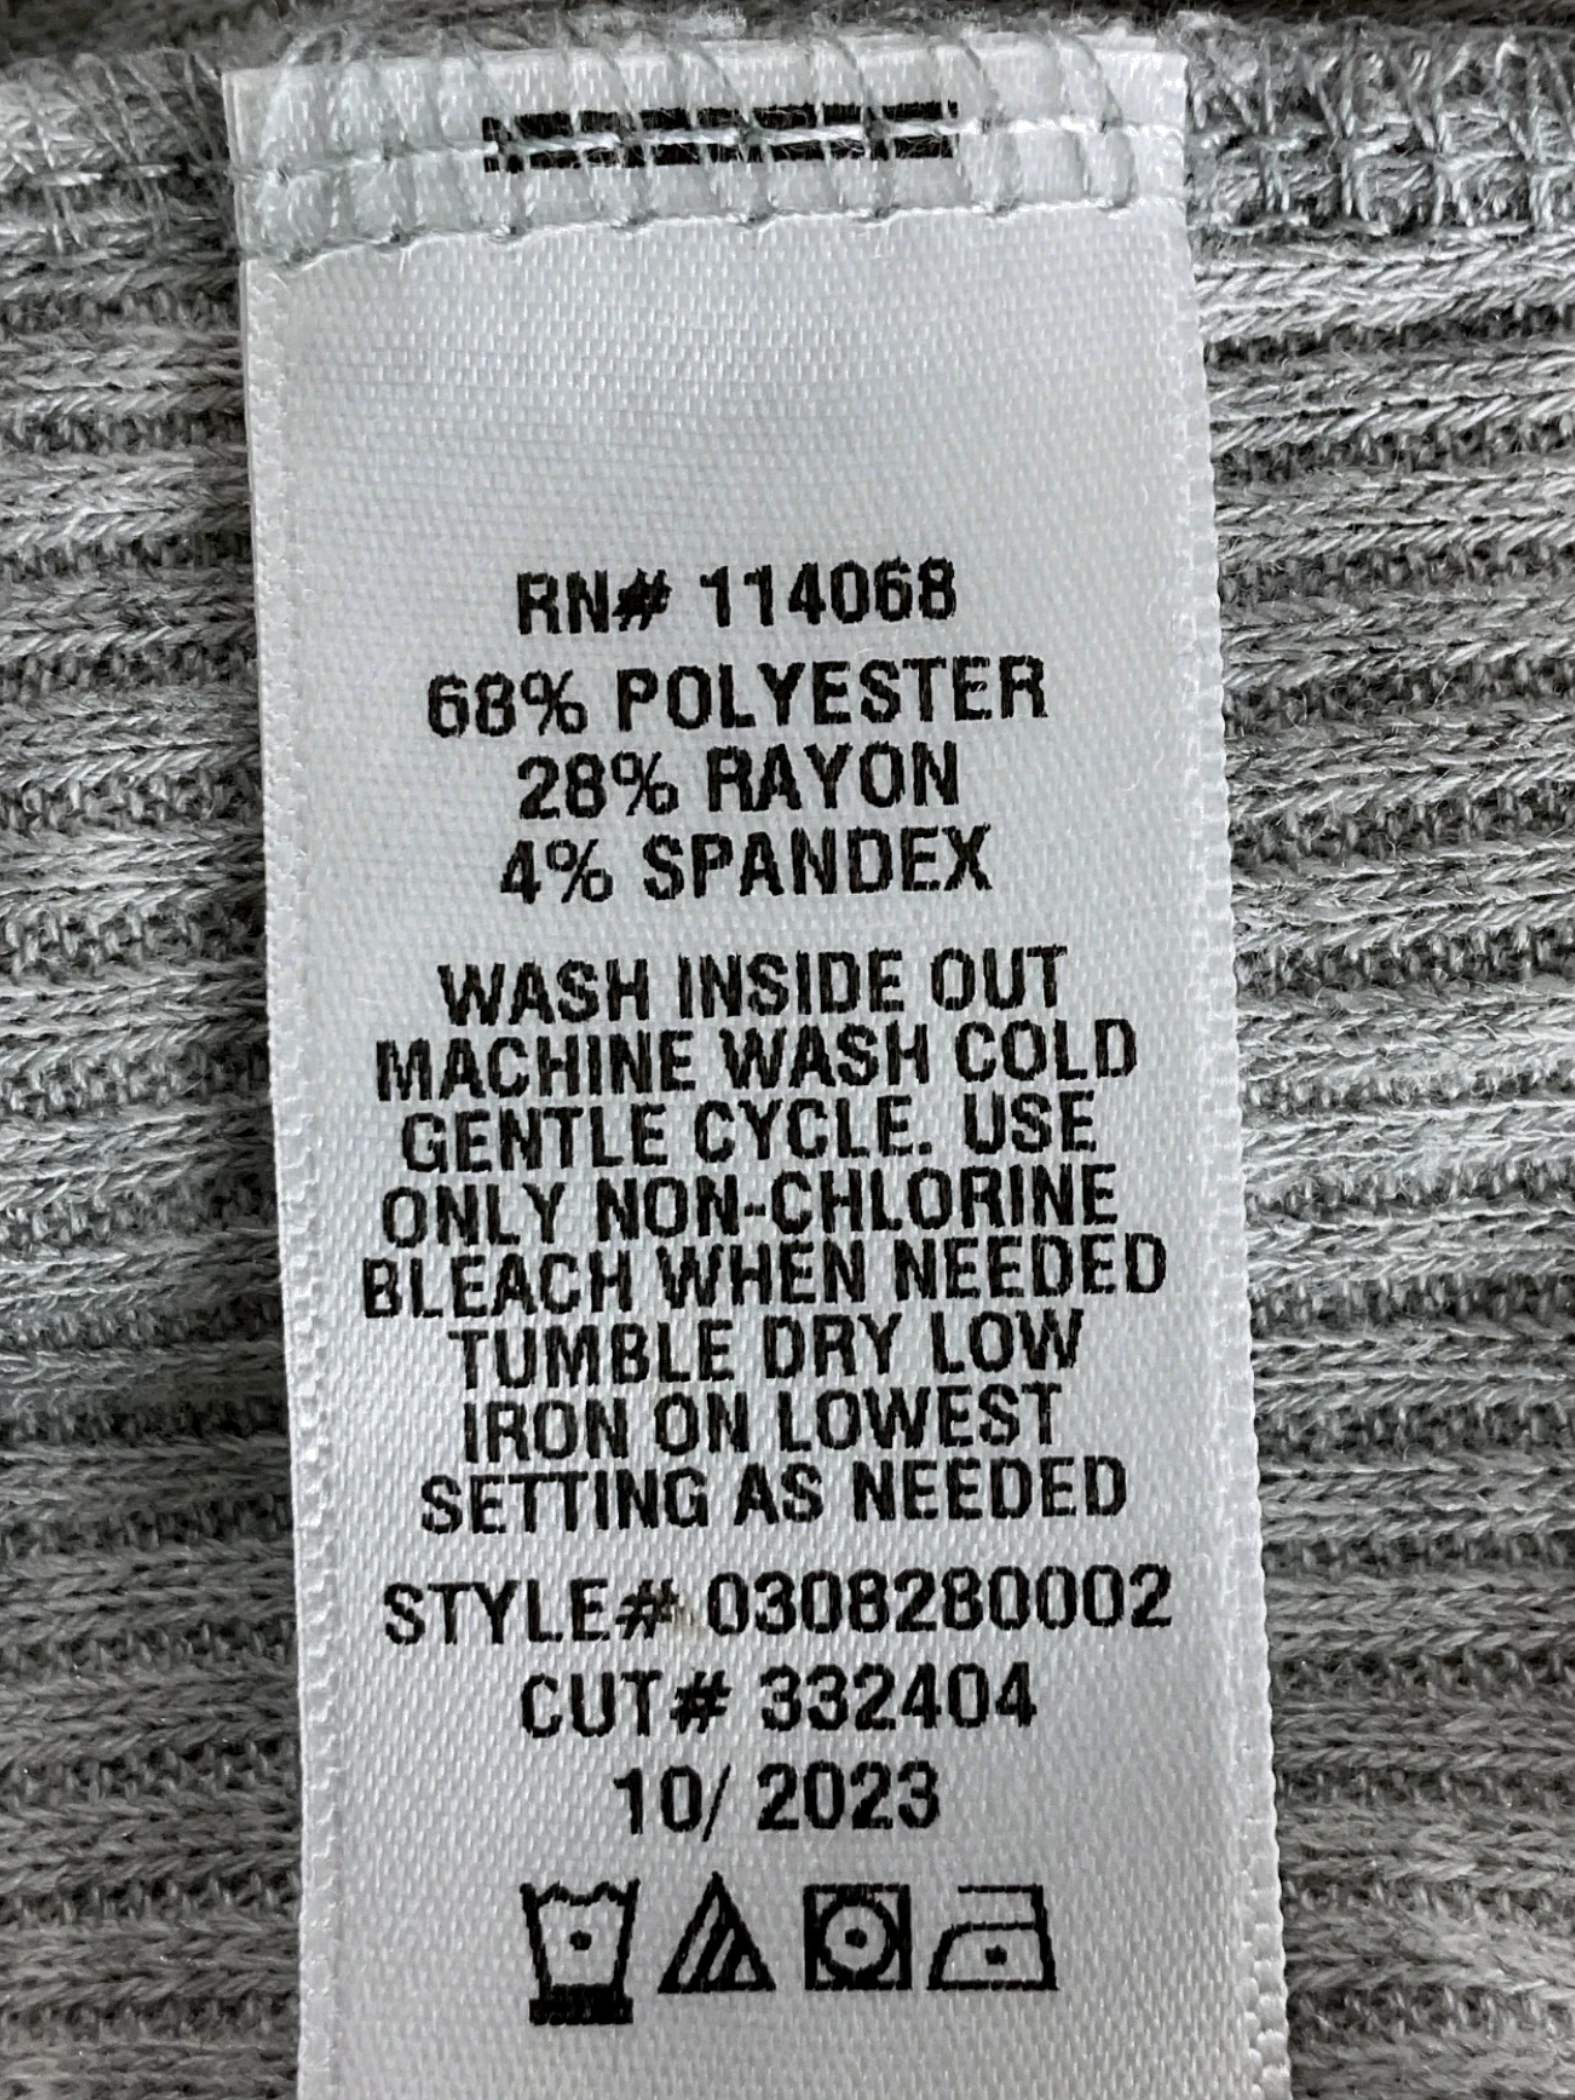 RN# 114068
68% POLYESTER
28% RAYON
4% SPANDEX
WASH INSIDE OUT
MACHINE WASH COLD
GENTLE CYCLE. USE
ONLY NON-CHLORINE
BLEACH WHEN NEEDED
TUMBLE DRY LOW
IRON ON LOWEST
SETTING AS NEEDED
STYLE# 0308280002
CUT# 332404
10/ 2023